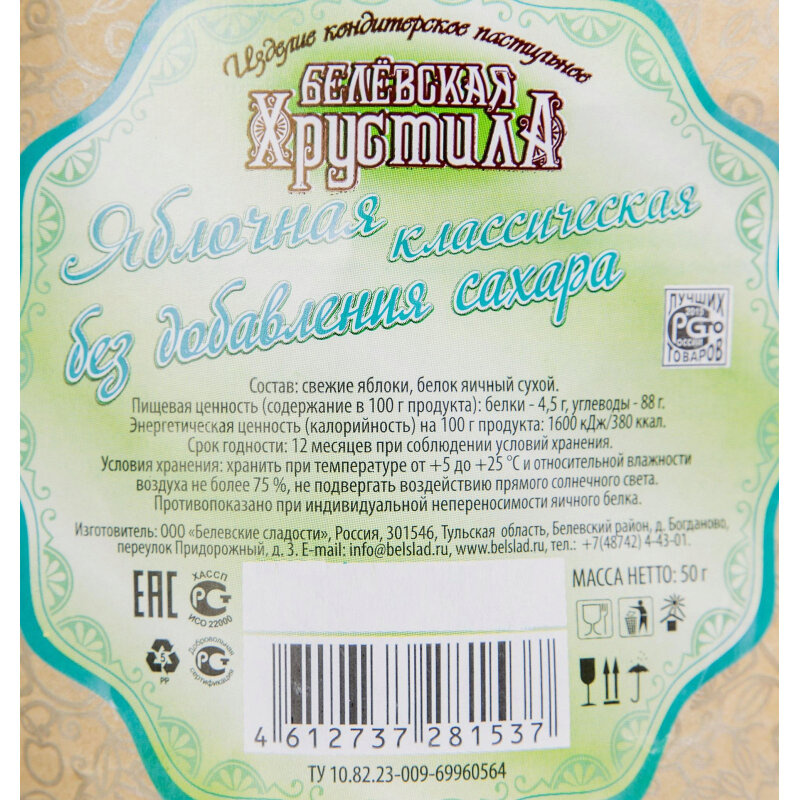 Изделие кондитерское пастильное
БЕЛЁВСКАЯ
ХРУСТИЛА
Яблочная классическая
без добавления сахара
ЛУЧШИХ
2013
РСТО
РОССИИ
ТОВАРОВ
Состав: свежие яблоки, белок яичный сухой.
Пищевая ценность (содержание в 100 г продукта): белки - 4,5 г, углеводы - 88 г.
Энергетическая ценность (калорийность) на 100 г продукта: 1600 кДж/380 ккал.
Срок годности: 12 месяцев при соблюдении условий хранения.
Условия хранения: хранить при температуре от +5 до +25 °С и относительной влажности
воздуха не более 75 %, не подвергать воздействию прямого солнечного света.
Противопоказано при индивидуальной непереносимости яичного белка.
Изготовитель: ООО «Белевские сладости», Россия, 301546, Тульская область, Белевский район, д. Богданово,
переулок Придорожный, д. 3. E-mail: info@belslad.ru, www.belslad.ru, тел.: +7(48742) 4-43-01.
ЕАС
ХАССП
РСТ
ИСО 22000
МАССА НЕТТО: 50 г
5
PP
Добровольная
РСТ
сертификация
4 612737 281537
ТУ 10.82.23-009-69960564